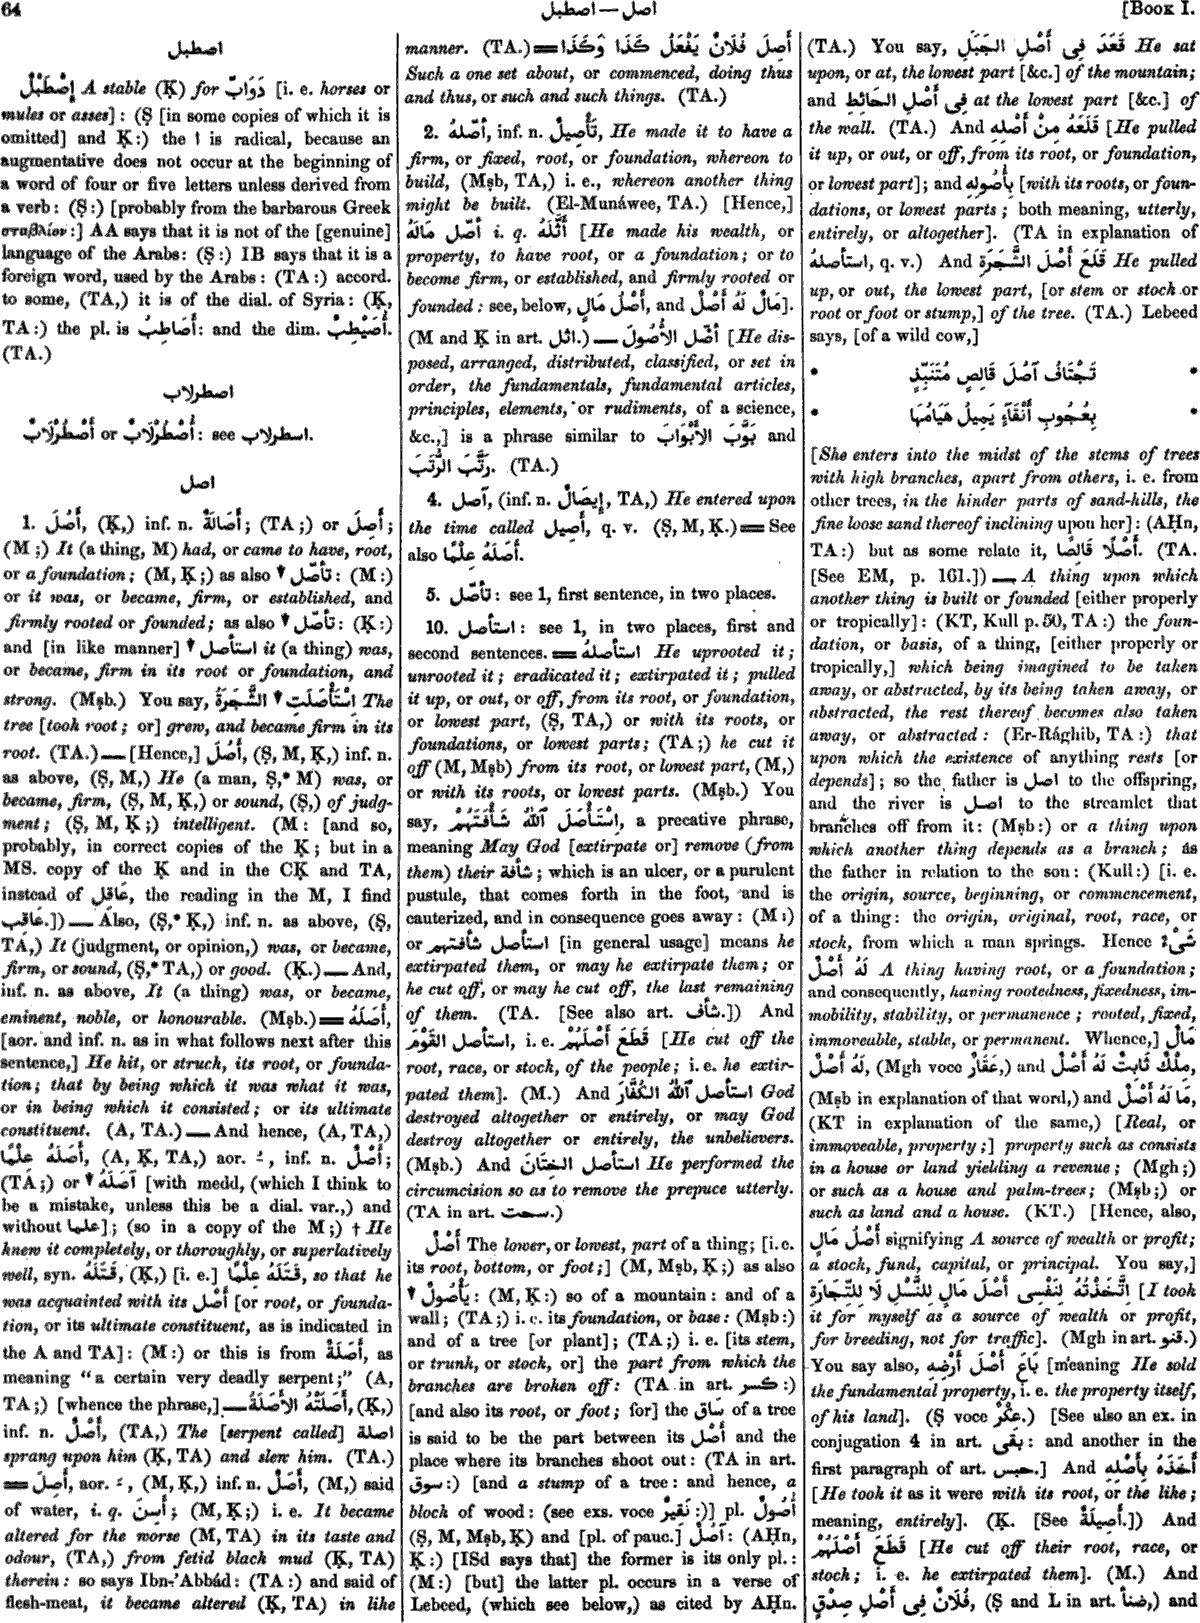 64
اصل — اصطبل
[BOOK I.
اصطبل
إِصْطَبْلٌ A stable (Ḳ) for دَوَابّ [i. e. horses or
mules or asses] : (Ṣ [in some copies of which it is
omitted] and Ḳ:) the ا is radical, because an
augmentative does not occur at the beginning of
a word of four or five letters unless derived from
a verb : (Ṣ :) [probably from the barbarous Greek
σταβλίον :] AA says that it is not of the [genuine]
language of the Arabs : (Ṣ :) IB says that it is a
foreign word, used by the Arabs : (TA :) accord.
to some, (TA,) it is of the dial. of Syria : (Ḳ,
TA :) the pl. is أَصَاطِبُ : and the dim. أُصَيْطِبٌ.
(TA.)
اصطرلاب
أَصْطُرْلَابٌ or أُصْطُرْلَابٌ : see اسطرلاب.
اصل
1. أَصُلَ, (Ḳ,) inf. n. أَصَالَةٌ ; (TA ;) or أَصِلَ ;
(M ;) It (a thing, M) had, or came to have, root,
or a foundation ; (M, Ḳ ;) as also ▼ تأصّل : (M :)
or it was, or became, firm, or established, and
firmly rooted or founded ; as also ▼ تأصّل : (Ḳ :)
and [in like manner] ▼ استأصل it (a thing) was,
or became, firm in its root or foundation, and
strong. (Mṣb.) You say, اِسْتَأْصَلَتِ ▼ الشَّجَرَةُ The
tree [took root ; or] grew, and became firm in its
root. (TA.) — [Hence,] أَصُلَ, (Ṣ, M, Ḳ,) inf. n.
as above, (Ṣ, M,) He (a man, Ṣ,* M) was, or
became, firm, (Ṣ, M, Ḳ,) or sound, (Ṣ,) of judg-
ment ; (Ṣ, M, Ḳ ;) intelligent. (M : [and so,
probably, in correct copies of the Ḳ ; but in a
MS. copy of the Ḳ and in the CḲ and TA,
instead of عَاقِل, the reading in the M, I find
عَاقِب.]) — Also, (Ṣ,* Ḳ,) inf. n. as above, (Ṣ,
TA,) It (judgment, or opinion,) was, or became,
firm, or sound, (Ṣ,* TA,) or good. (Ḳ.) — And,
inf. n. as above, It (a thing) was, or became,
eminent, noble, or honourable. (Mṣb.) = أَصَلَهُ,
[aor. and inf. n. as in what follows next after this
sentence,] He hit, or struck, its root, or founda-
tion ; that by being which it was what it was,
or in being which it consisted ; or its ultimate
constituent. (A, TA.) — And hence, (A, TA,)
أَصَلَهُ عِلْمًا, (A, Ḳ, TA,) aor. ـُ , inf. n. أَصْلٌ ;
(TA ;) or ▼ آصَلَهُ [with medd, (which I think to
be a mistake, unless this be a dial. var.,) and
without علما] ; (so in a copy of the M ;) † He
knew it completely, or thoroughly, or superlatively
well, syn. قَتَلَهُ, (Ḳ,) [i. e.] قَتَلَهُ عِلْمًا, so that he
was acquainted with its أَصْل [or root, or founda-
tion, or its ultimate constituent, as is indicated in
the A and TA] : (M :) or this is from أَصَلَةٌ, as
meaning "a certain very deadly serpent ;" (A,
TA ;) [whence the phrase,] — أَصَلَتْهُ الأَصَلَةُ, (Ḳ,)
inf. n. أَصْلٌ, (TA,) The [serpent called] اصلة
sprang upon him (Ḳ, TA) and slew him. (TA.)
= أَصِلَ, aor. ـَ , (M, Ḳ,) inf. n. أَصَلٌ, (M,) said
of water, i. q. أَسِنَ ; (M, Ḳ ;) i. e. It became
altered for the worse (M, TA) in its taste and
odour, (TA,) from fetid black mud (Ḳ, TA)
therein : so says Ibn-'Abbád : (TA :) and said of
flesh-meat, it became altered (Ḳ, TA) in like
manner. (TA.) = أَصِلَ فُلَانٌ يَفْعَلُ كَذَا وَكَذَا
Such a one set about, or commenced, doing thus
and thus, or such and such things. (TA.)
2. أصّلهُ, inf. n. تَأْصِيلٌ, He made it to have a
firm, or fixed, root, or foundation, whereon to
build, (Mṣb, TA,) i. e., whereon another thing
might be built. (El-Munáwee, TA.) [Hence,]
أصّل مَالَهُ i. q. أَثَّلَهُ [He made his wealth, or
property, to have root, or a foundation ; or to
become firm, or established, and firmly rooted or
founded : see, below, أَصْلُ مَالٍ, and مَالٌ لَهُ أَصْلٌ].
(M and Ḳ in art. اثل.) — أصّل الأُصُولَ [He dis-
posed, arranged, distributed, classified, or set in
order, the fundamentals, fundamental articles,
principles, elements, or rudiments, of a science,
&c.,] is a phrase similar to بَوَّبَ الأَبْوَابَ and
رَتَّبَ الرُّتَبَ. (TA.)
4. آصل, (inf. n. إِيصَالٌ, TA,) He entered upon
the time called أَصِيل, q. v. (Ṣ, M, Ḳ.) = See
also أَصَلَهُ عِلْمًا.
5. تأصّل : see 1, first sentence, in two places.
10. استأصل : see 1, in two places, first and
second sentences. = استأصلهُ He uprooted it ;
unrooted it ; eradicated it ; extirpated it ; pulled
it up, or out, or off, from its root, or foundation,
or lowest part, (Ṣ, TA,) or with its roots, or
foundations, or lowest parts ; (TA ;) he cut it
off (M, Mṣb) from its root, or lowest part, (M,)
or with its roots, or lowest parts. (Mṣb.) You
say, اِسْتَأْصَلَ ٱللّٰهُ شَأْفَتَهُمْ, a precative phrase,
meaning May God [extirpate or] remove (from
them) their شأفة ; which is an ulcer, or a purulent
pustule, that comes forth in the foot, and is
cauterized, and in consequence goes away : (M :)
or استأصل شأفتهم [in general usage] means he
extirpated them, or may he extirpate them ; or
he cut off, or may he cut off, the last remaining
of them. (TA. [See also art. شأف.]) And
استأصل القَوْمَ, i. e. قَطَعَ أَصْلَهُمْ [He cut off the
root, race, or stock, of the people ; i. e. he extir-
pated them]. (M.) And استأصل ٱللّٰهُ الكُفَّارَ God
destroyed altogether or entirely, or may God
destroy altogether or entirely, the unbelievers.
(Mṣb.) And استأصل الخِتَانَ He performed the
circumcision so as to remove the prepuce utterly.
(TA in art. سحت.)
أَصْلٌ The lower, or lowest, part of a thing ; [i. e.
its root, bottom, or foot ;] (M, Mṣb, Ḳ ;) as also
▼ يَأْصُولٌ : (M, Ḳ :) so of a mountain : and of a
wall ; (TA ;) i. e. its foundation, or base : (Mṣb :)
and of a tree [or plant] ; (TA ;) i. e. [its stem,
or trunk, or stock, or] the part from which the
branches are broken off : (TA in art. كسر :)
[and also its root, or foot ; for] the سَاق of a tree
is said to be the part between its أَصْل and the
place where its branches shoot out : (TA in art.
سوق :) [and a stump of a tree : and hence, a
block of wood : (see exs. voce نَقِيرٌ :)] pl. أُصُولٌ
(Ṣ, M, Mṣb, Ḳ) and [pl. of pauc.] آصُلٌ : (AḤn,
Ḳ :) [ISd says that] the former is its only pl. :
(M :) [but] the latter pl. occurs in a verse of
Lebeed, (which see below,) as cited by AḤn.
(TA.) You say, قَعَدَ فِى أَصْلِ الجَبَلِ He sat
upon, or at, the lowest part [&c.] of the mountain ;
and فِى أَصْلِ الحَائِطِ at the lowest part [&c.] of
the wall. (TA.) And قَلَعَهُ مِنْ أَصْلِهِ [He pulled
it up, or out, or off, from its root, or foundation,
or lowest part] ; and بِأُصُولِهِ [with its roots, or foun-
dations, or lowest parts ; both meaning, utterly,
entirely, or altogether]. (TA in explanation of
استأصلهُ, q. v.) And قَلَعَ أَصْلَ الشَّجَرَةِ He pulled
up, or out, the lowest part, [or stem or stock or
root or foot or stump,] of the tree. (TA.) Lebeed
says, [of a wild cow,]
* تَجْتَافُ آصُلَ قَالِصٍ مُتَنَبِّذٍ *
* بِعُجُوبِ أَنْقَآءٍ يَمِيلُ هَيَامُهَا *
[She enters into the midst of the stems of trees
with high branches, apart from others, i. e. from
other trees, in the hinder parts of sand-hills, the
fine loose sand thereof inclining upon her] : (AḤn,
TA :) but as some relate it, أَصْلًا قَالِصًا. (TA.
[See EM, p. 161.]) — A thing upon which
another thing is built or founded [either properly
or tropically] : (KT, Kull p. 50, TA :) the foun-
dation, or basis, of a thing, [either properly or
tropically,] which being imagined to be taken
away, or abstracted, by its being taken away, or
abstracted, the rest thereof becomes also taken
away, or abstracted : (Er-Rághib, TA :) that
upon which the existence of anything rests [or
depends] ; so the father is اصل to the offspring,
and the river is اصل to the streamlet that
branches off from it : (Mṣb :) or a thing upon
which another thing depends as a branch ; as
the father in relation to the son : (Kull :) [i. e.
the origin, source, beginning, or commencement,
of a thing : the origin, original, root, race, or
stock, from which a man springs. Hence شَىْءٌ
لَهُ أَصْلٌ A thing having root, or a foundation ;
and consequently, having rootedness, fixedness, im-
mobility, stability, or permanence ; rooted, fixed,
immoveable, stable, or permanent. Whence,] مَالٌ
لَهُ أَصْلٌ, (Mgh voce عَقَارٌ,) and مِلْكٌ ثَابِتٌ لَهُ أَصْلٌ,
(Mṣb in explanation of that word,) and مَا لَهُ أَصْلٌ,
(KT in explanation of the same,) [Real, or
immoveable, property ;] property such as consists
in a house or land yielding a revenue ; (Mgh ;)
or such as a house and palm-trees ; (Mṣb ;) or
such as land and a house. (KT.) [Hence, also,
أَصْلُ مَالٍ signifying A source of wealth or profit ;
a stock, fund, capital, or principal. You say,]
اِتَّخَذْتُهُ لِنَفْسِى أَصْلَ مَالٍ لِلنَّسْلِ لَا لِلتِّجَارَةِ [I took
it for myself as a source of wealth or profit,
for breeding, not for traffic]. (Mgh in art. قنو.)
You say also, بَاعَ أَصْلَ أَرْضِهِ [meaning He sold
the fundamental property, i. e. the property itself,
of his land]. (Ṣ voce عِكْرٌ.) [See also an ex. in
conjugation 4 in art. بقى : and another in the
first paragraph of art. حبس.] And أَخَذَهُ بِأَصْلِهِ
[He took it as it were with its root, or the like ;
meaning, entirely]. (Ḳ. [See أَصِيلَةٌ.]) And
قَطَعَ أَصْلَهُمْ [He cut off their root, race, or
stock ; i. e. he extirpated them]. (M.) And
فُلَانٌ فِى أَصْلِ صِدْقٍ, (Ṣ and L in art. ضنأ,) and